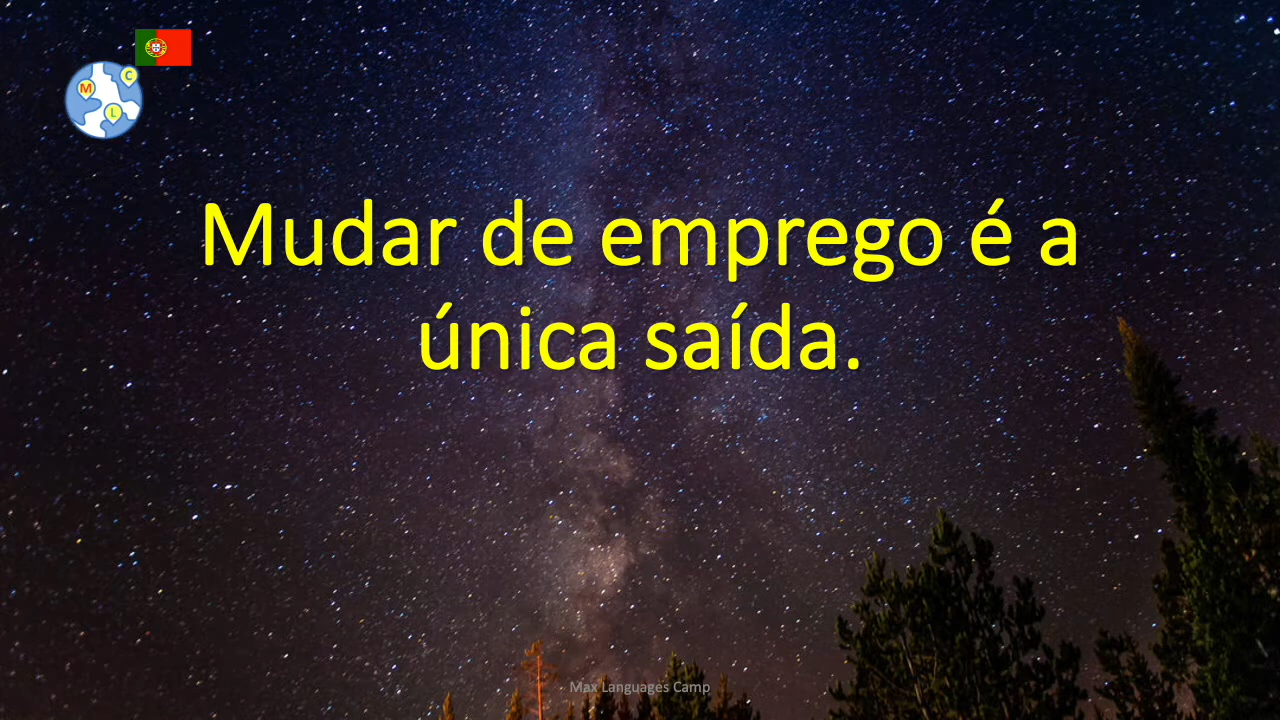 C
M
L
Mudar de emprego é a
única saída.
Max Languages Camp